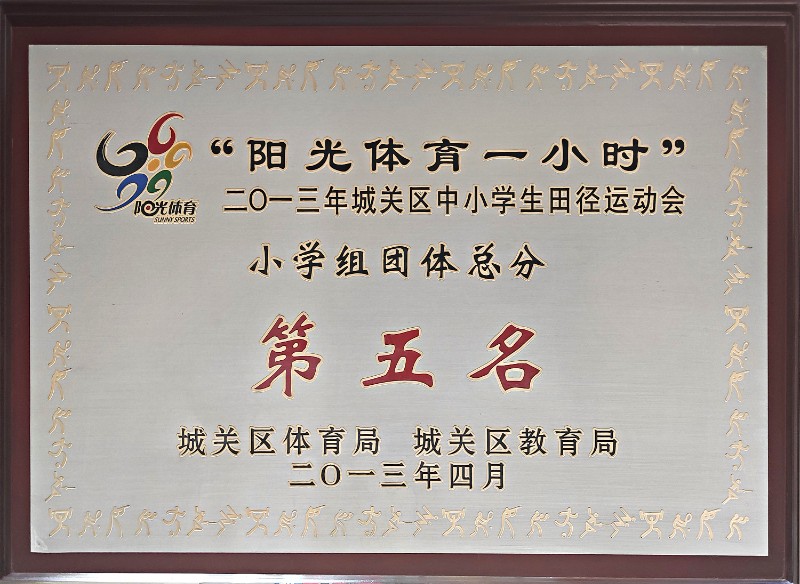 “阳光体育一小时”
阳光体育
SUNNY SPORTS
二〇一三年城关区中小学生田径运动会
小学组团体总分
第五名
城关区体育局 城关区教育局
二〇一三年四月